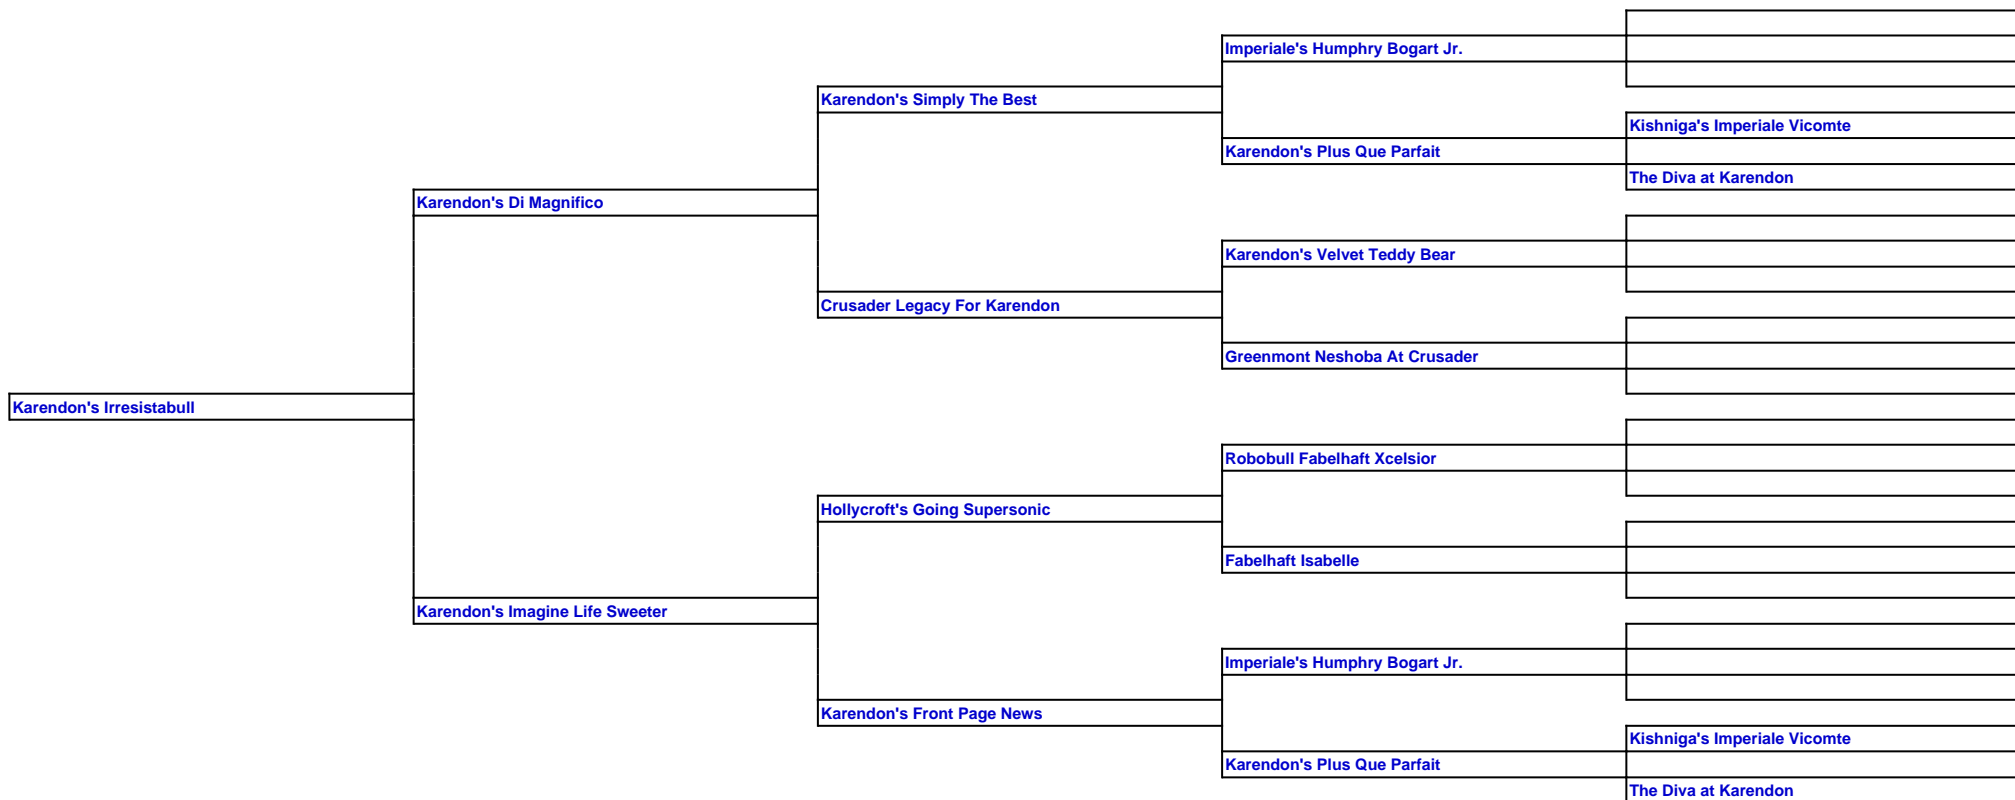 Imperiale's Humphry Bogart Jr.
Karendon's Simply The Best
Kishniga's Imperiale Vicomte
Karendon's Plus Que Parfait
The Diva at Karendon
Karendon's Di Magnifico
Karendon's Velvet Teddy Bear
Crusader Legacy For Karendon
Greenmont Neshoba At Crusader
Karendon's Irresistabull
Robobull Fabelhaft Xcelsior
Hollycroft's Going Supersonic
Fabelhaft Isabelle
Karendon's Imagine Life Sweeter
Imperiale's Humphry Bogart Jr.
Karendon's Front Page News
Kishniga's Imperiale Vicomte
Karendon's Plus Que Parfait
The Diva at Karendon